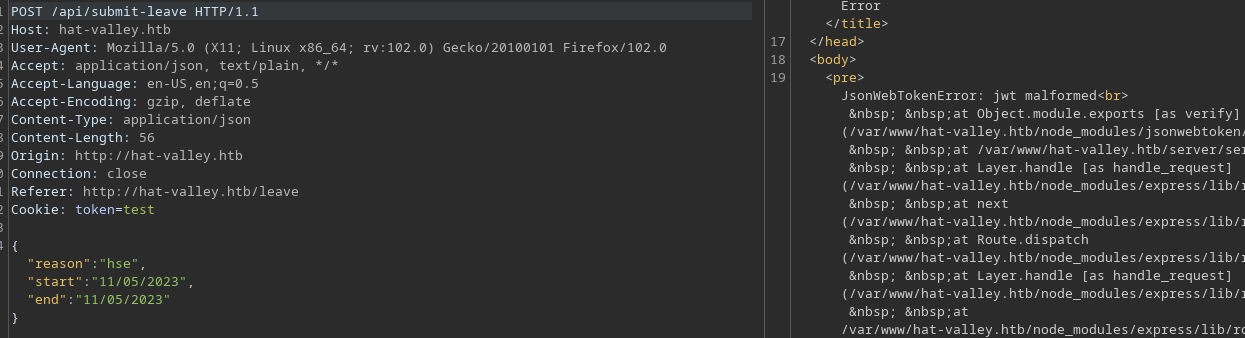 POST /api/submit-leave HTTP/1.1
Host: hat-valley.htb
User-Agent: Mozilla/5.0 (X11; Linux x86_64; rv:102.0) Gecko/20100101 Firefox/102.0
Accept: application/json, text/plain, */*
Accept-Language: en-US,en;q=0.5
Accept-Encoding: gzip, deflate
Content-Type: application/json
Content-Length: 56
Origin: http://hat-valley.htb
Connection: close
Referer: http://hat-valley.htb/leave
Cookie: token=test
{
"reason":"hse",
"start":"11/05/2023",
"end":"11/05/2023"
}
Error
</title>
17 </head>
18 <body>
19 <pre>
JsonWebTokenError: jwt malformed<br>
&nbsp; &nbsp;at Object.module.exports [as verify]
(/var/www/hat-valley.htb/node_modules/jsonwebtoken/
&nbsp; &nbsp;at /var/www/hat-valley.htb/server/ser
&nbsp; &nbsp;at Layer.handle [as handle_request]
(/var/www/hat-valley.htb/node_modules/express/lib/r
&nbsp; &nbsp;at next
(/var/www/hat-valley.htb/node_modules/express/lib/r
&nbsp; &nbsp;at Route.dispatch
(/var/www/hat-valley.htb/node_modules/express/lib/r
&nbsp; &nbsp;at Layer.handle [as handle_request]
(/var/www/hat-valley.htb/node_modules/express/lib/r
&nbsp; &nbsp;at
/var/www/hat-valley.htb/node_modules/express/lib/ro